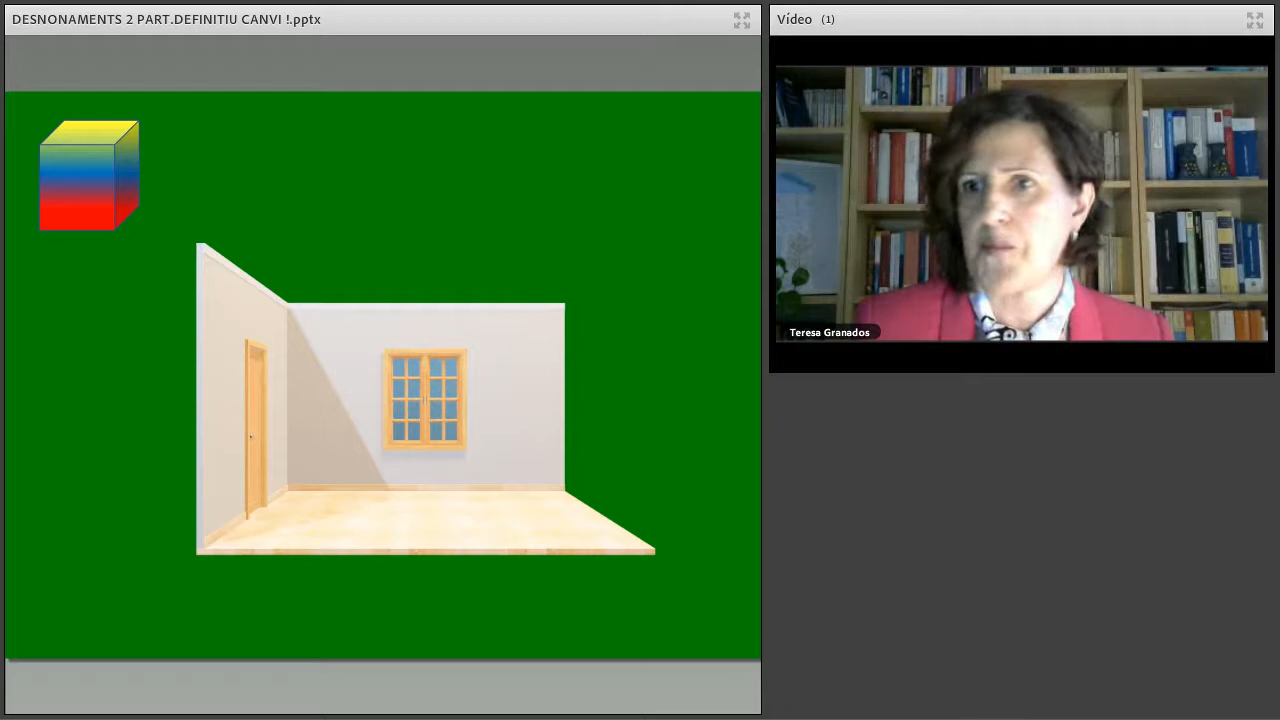 DESNONAMENTS 2 PART.DEFINITIU CANVI !.pptx
Vídeo (1)
Teresa Granados